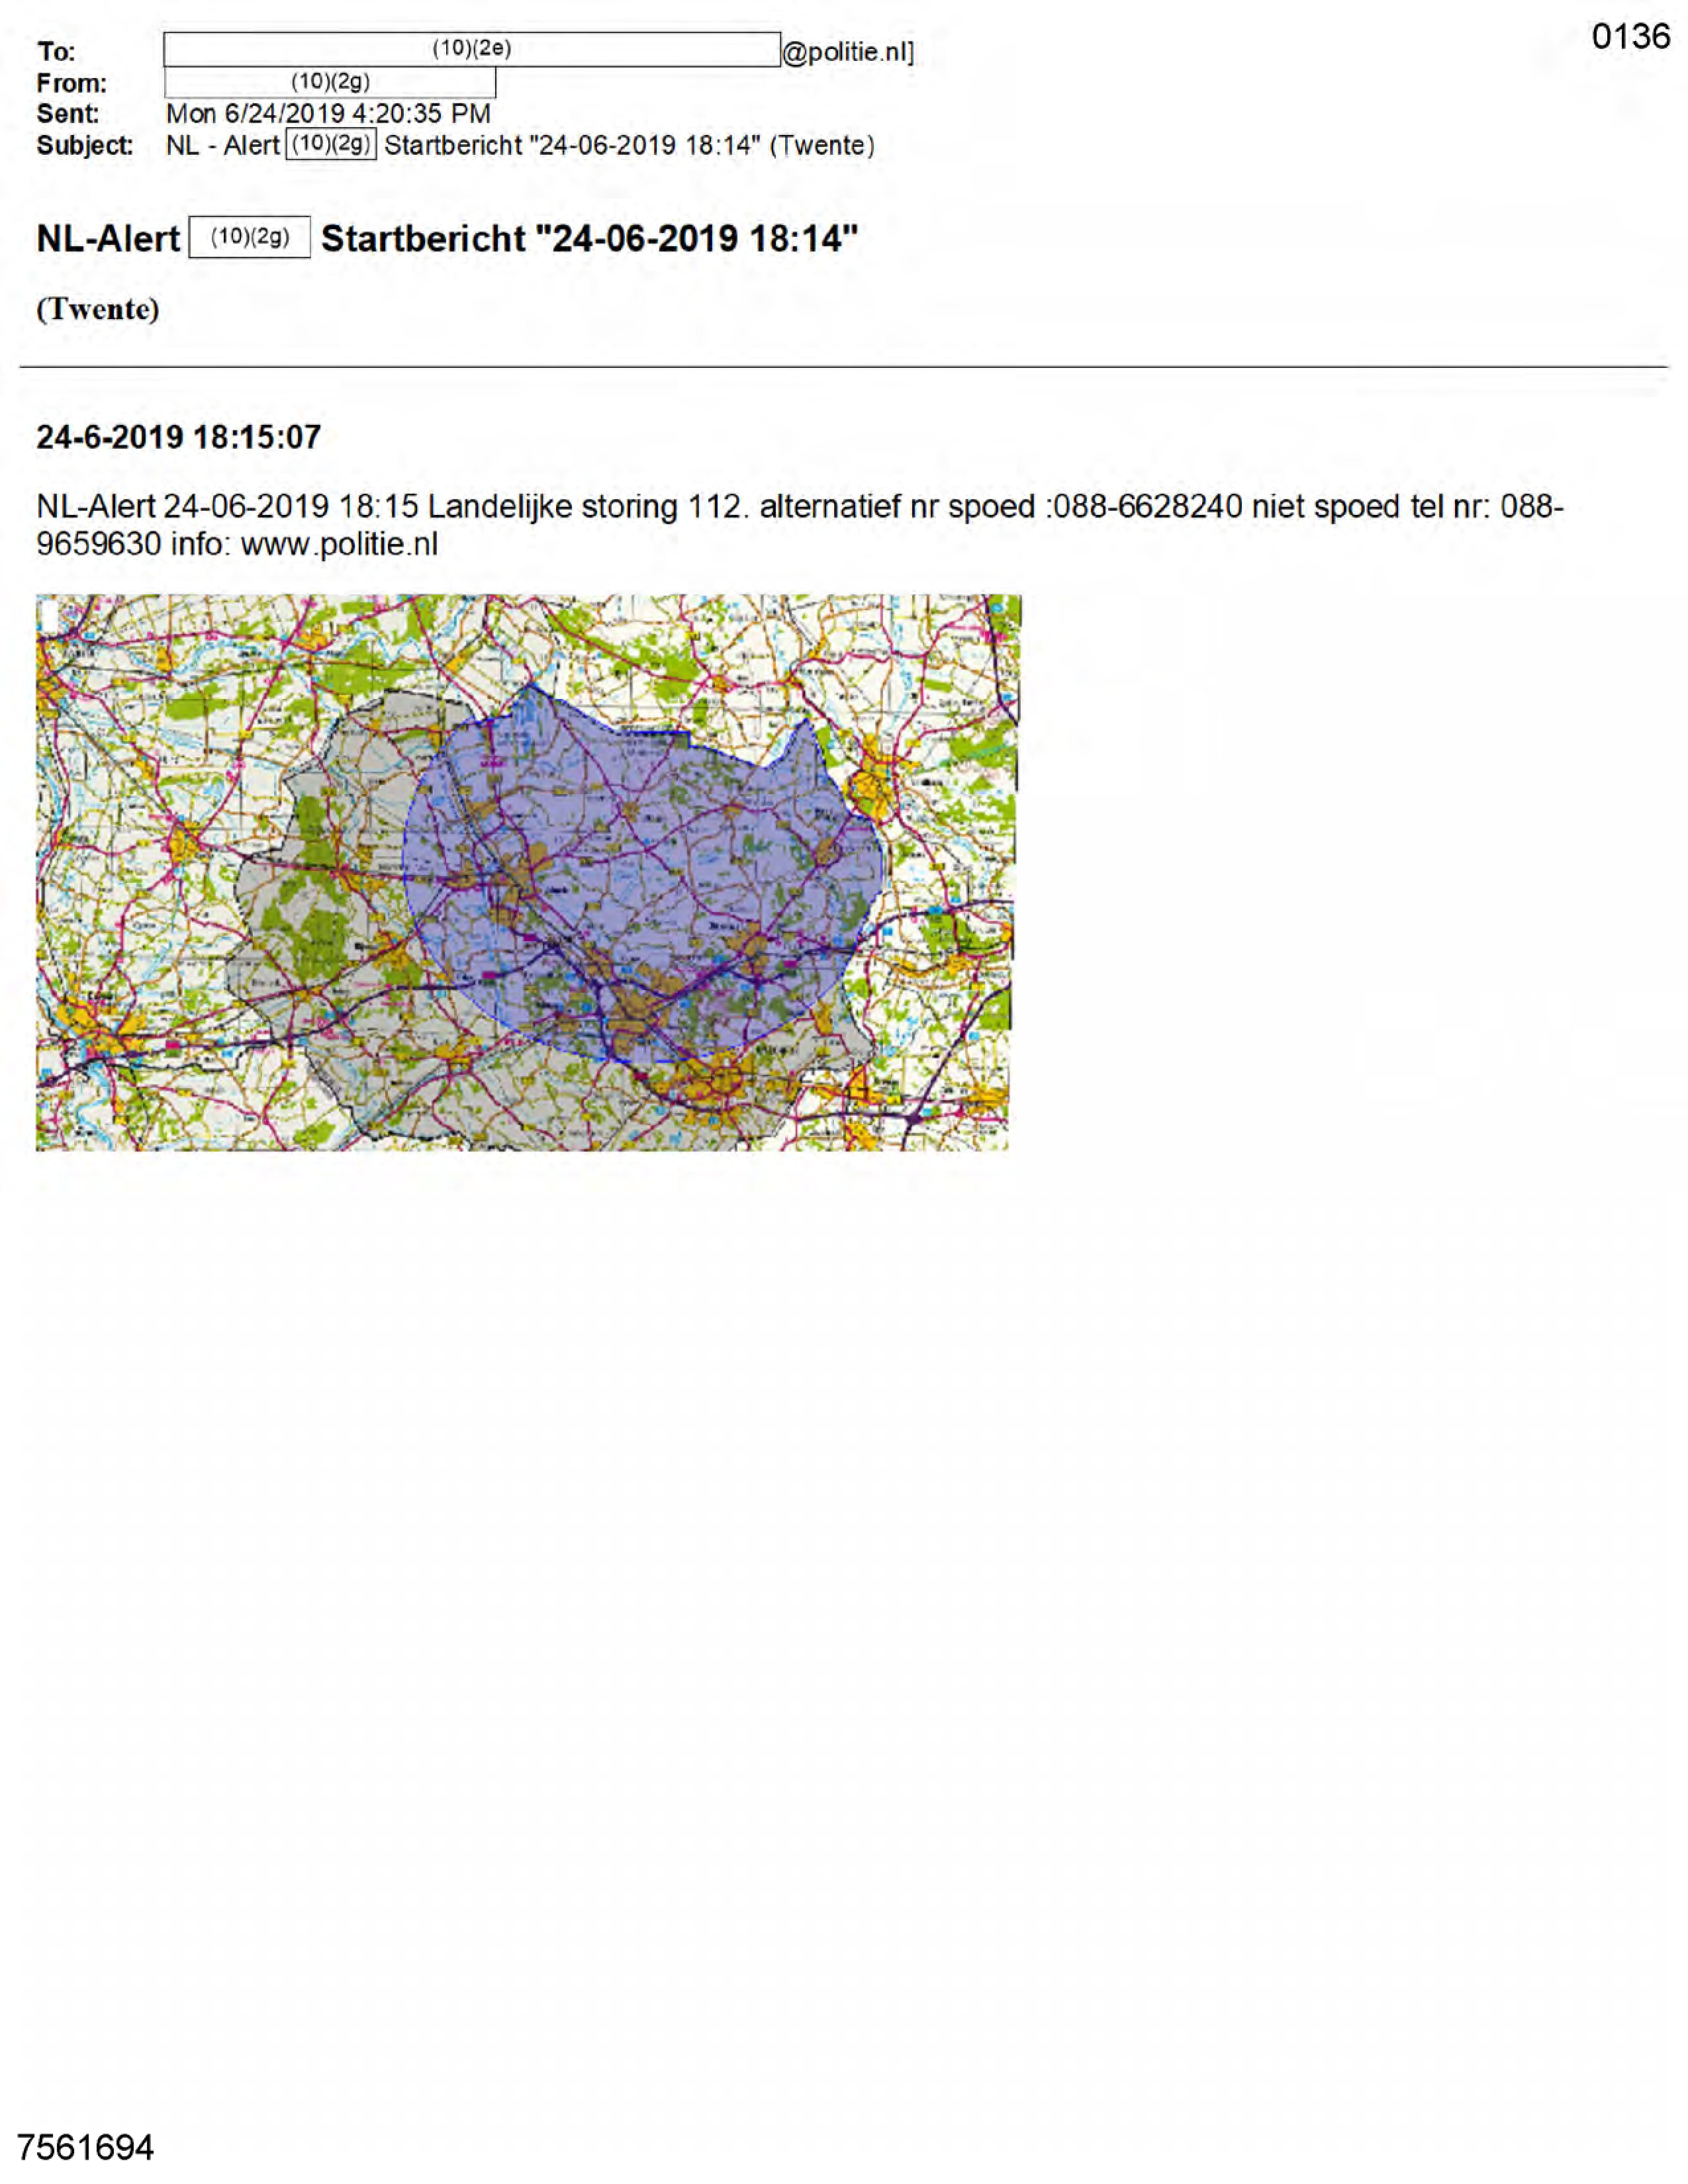 0136
To: (10)(2e) @politie.nl]
From: (10)(2g)
Sent: Mon 6/24/2019 4:20:35 PM
Subject: NL - Alert (10)(2g) Startbericht "24-06-2019 18:14" (Twente)
NL-Alert (10)(2g) Startbericht "24-06-2019 18:14"
(Twente)
24-6-2019 18:15:07
NL-Alert 24-06-2019 18:15 Landelijke storing 112. alternatief nr spoed :088-6628240 niet spoed tel nr: 088-
9659630 info: www.politie.nl
7561694